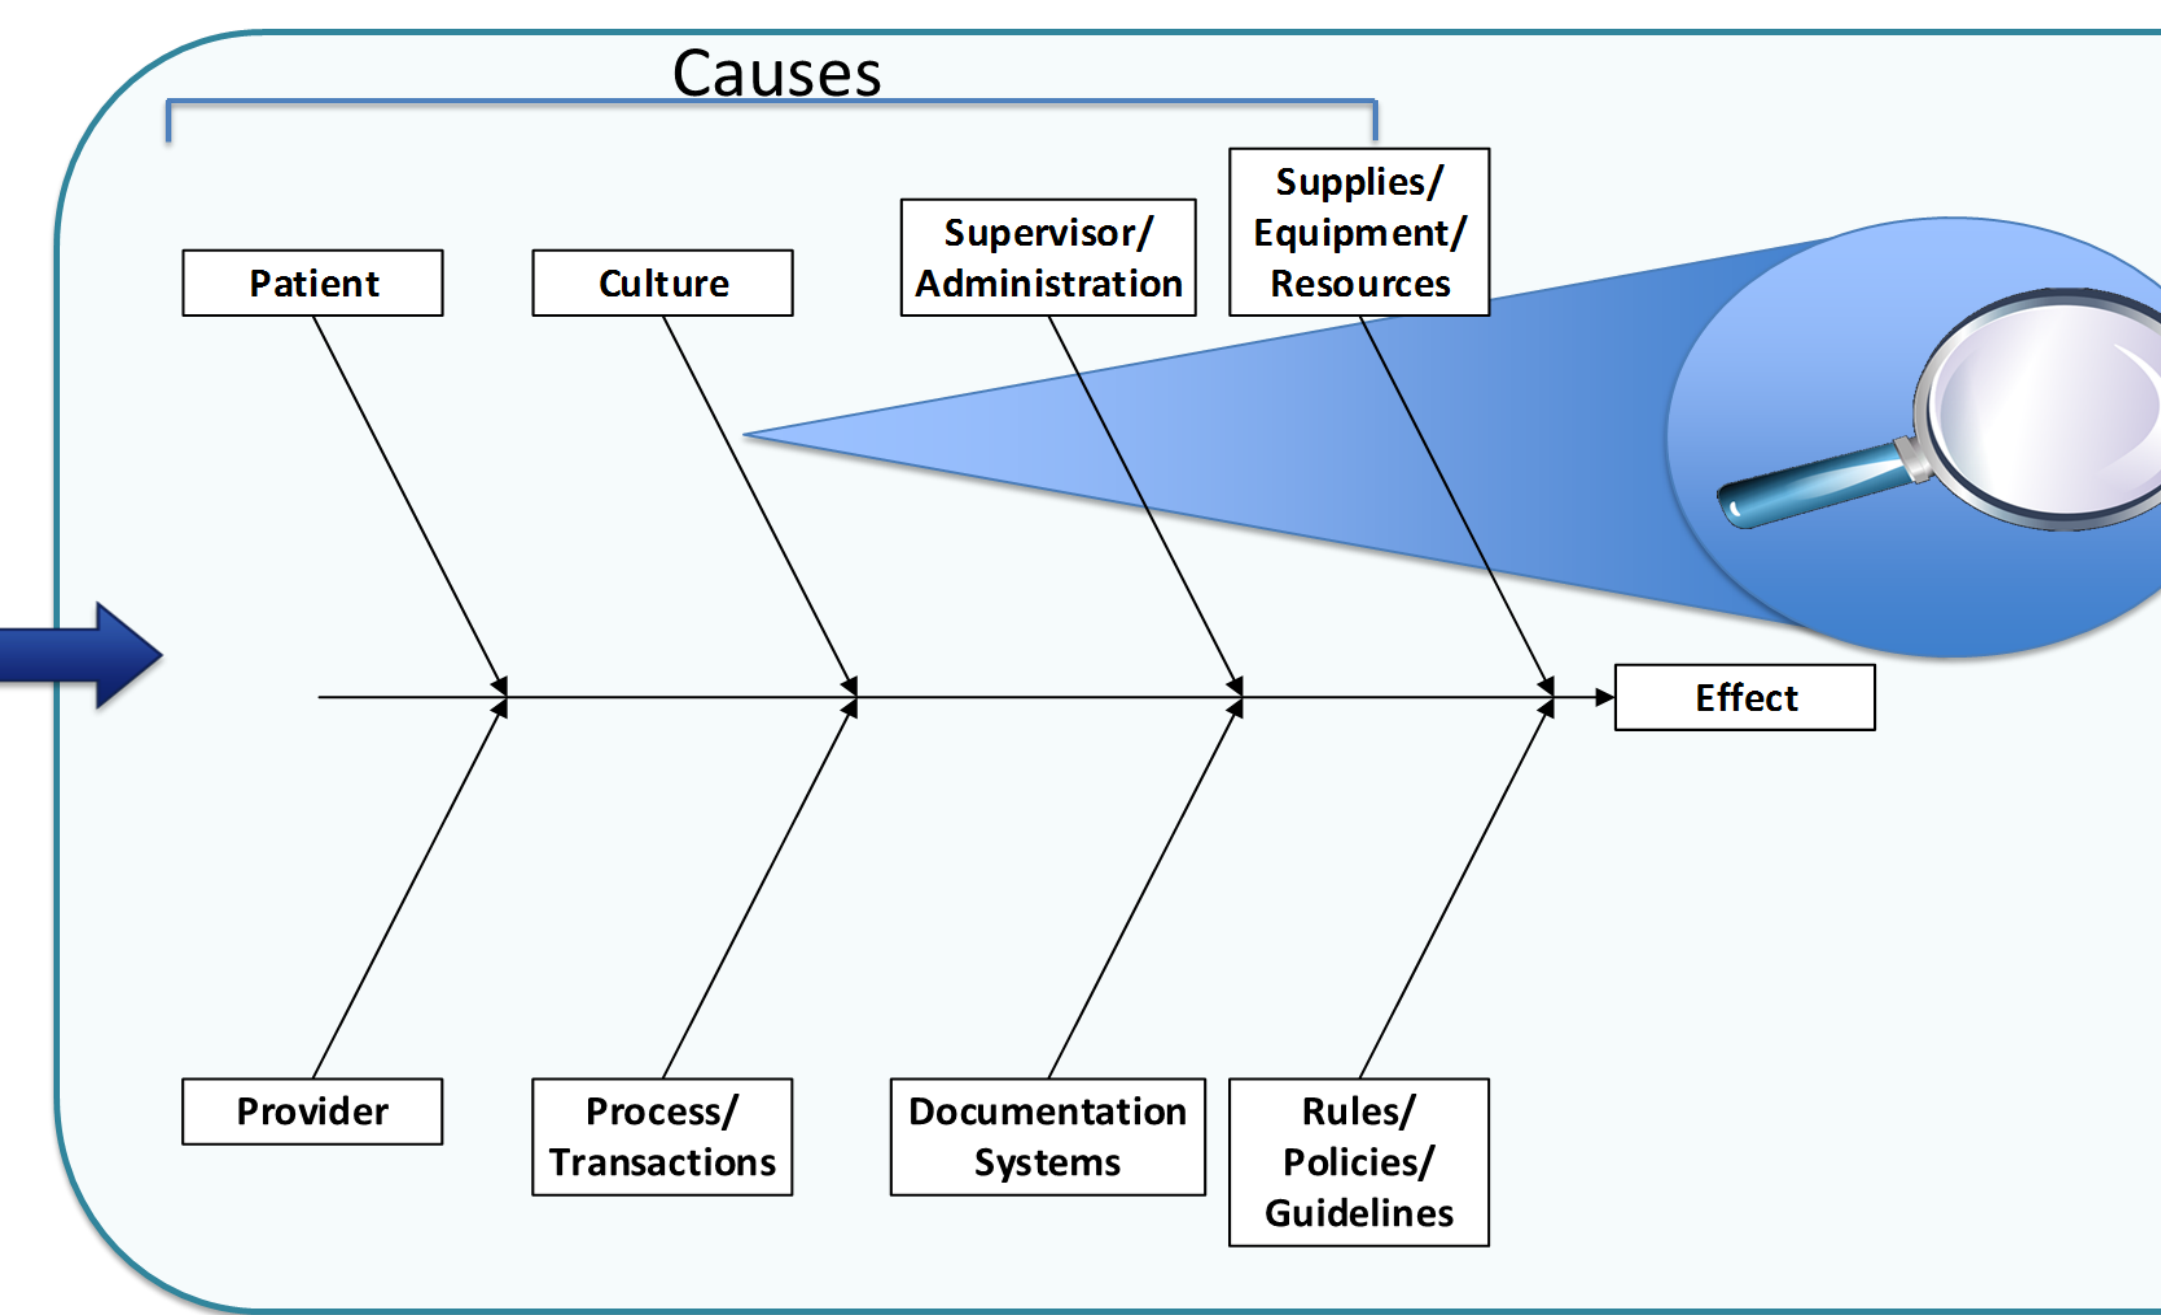 Causes
Patient
Culture
Supervisor/
Administration
Supplies/
Equipment/
Resources
Effect
Provider
Process/
Transactions
Documentation
Systems
Rules/
Policies/
Guidelines